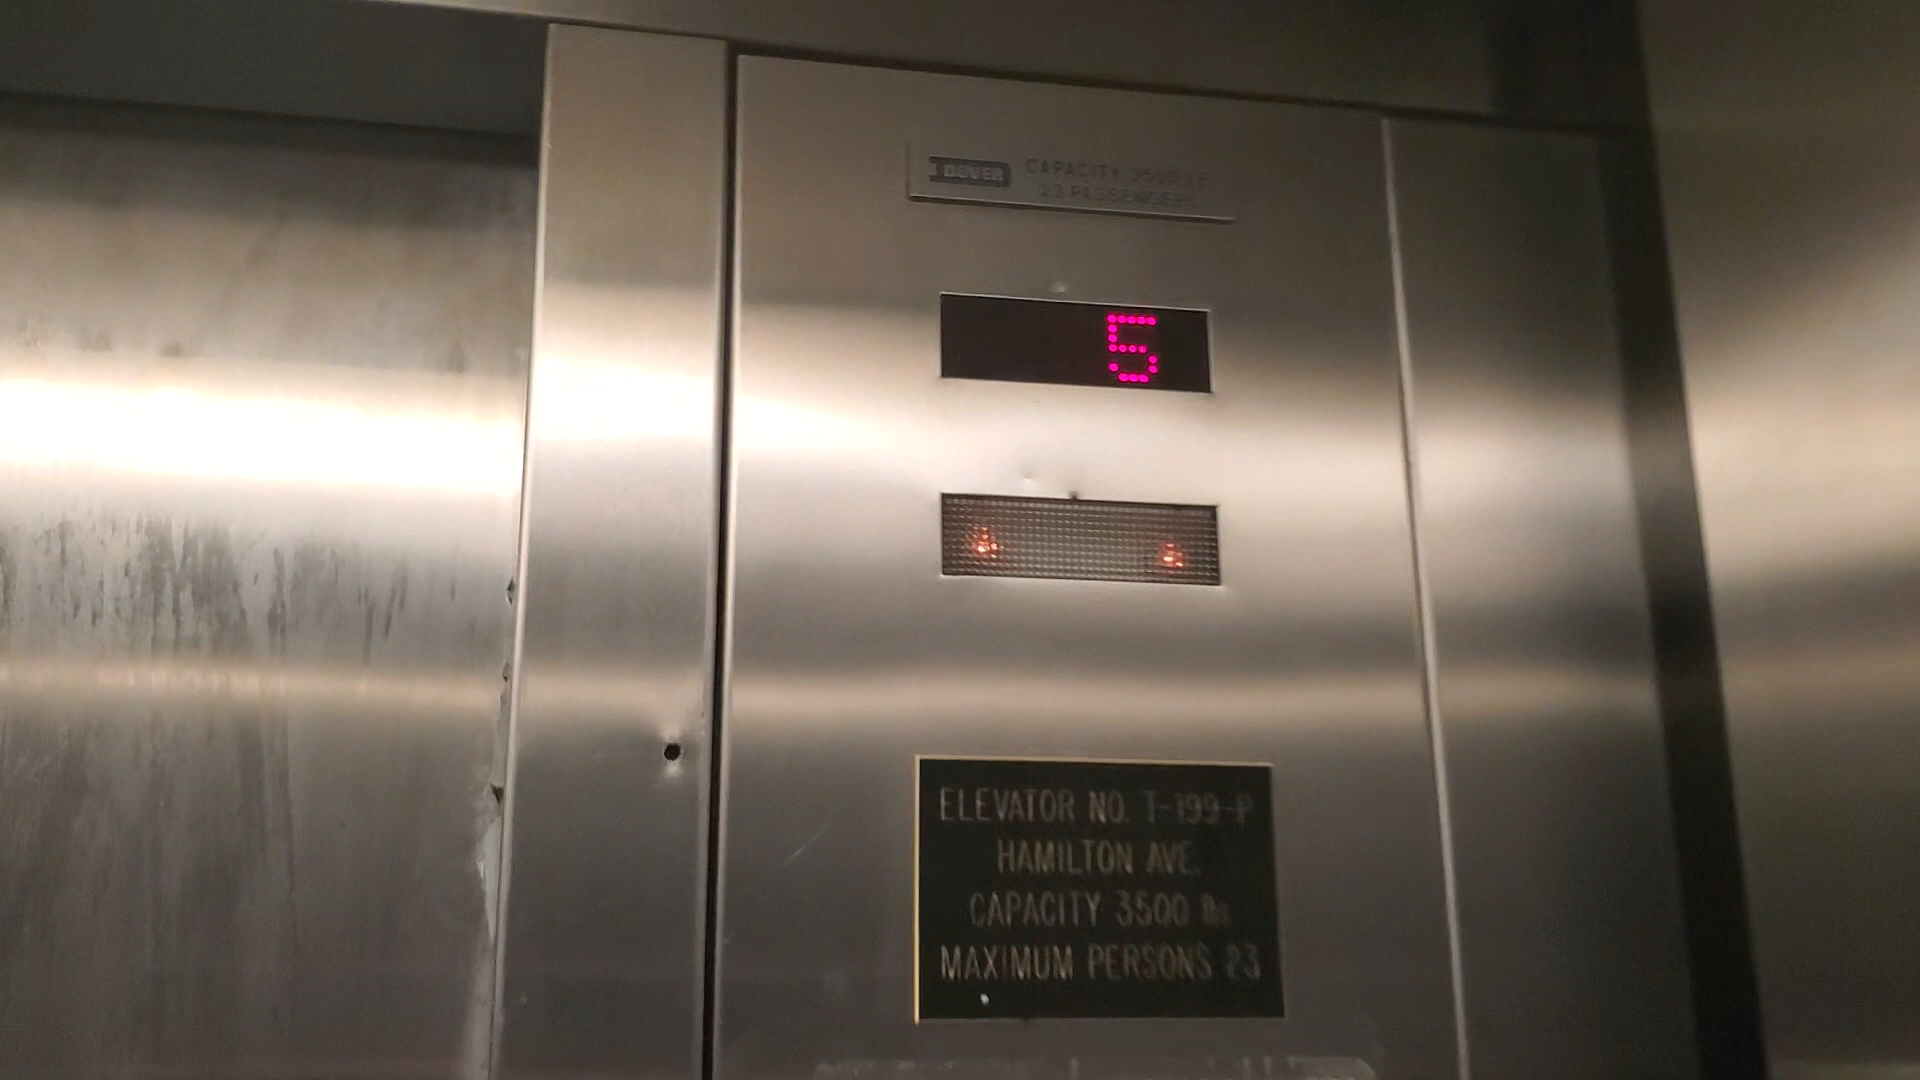 DOVER CAPACITY 3500 LB
23 PASSENGERS
5
ELEVATOR NO. T-199-P
HAMILTON AVE.
CAPACITY 3500 lbs
MAXIMUM PERSONS 23